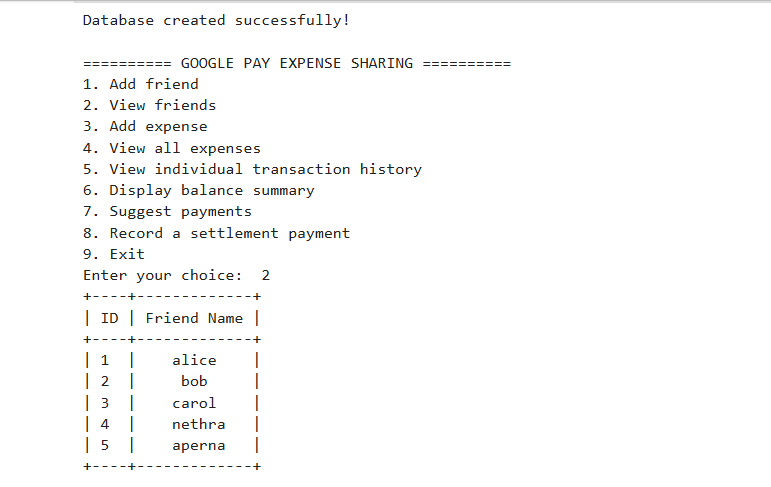 Database created successfully!
========== GOOGLE PAY EXPENSE SHARING ==========
1. Add friend
2. View friends
3. Add expense
4. View all expenses
5. View individual transaction history
6. Display balance summary
7. Suggest payments
8. Record a settlement payment
9. Exit
Enter your choice:  2
+----+-------------+
| ID | Friend Name |
+----+-------------+
| 1  |    alice    |
| 2  |     bob     |
| 3  |    carol    |
| 4  |    nethra   |
| 5  |    aperna   |
+----+-------------+